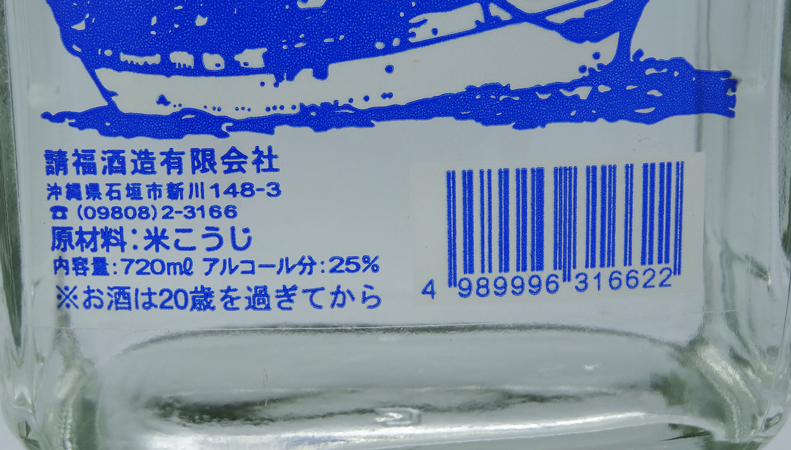 請福酒造有限会社
沖縄県石垣市新川148-3
☎(09808)2-3166
原材料:米こうじ
内容量:720mℓ アルコール分:25%
※お酒は20歳を過ぎてから
4 989996 316622